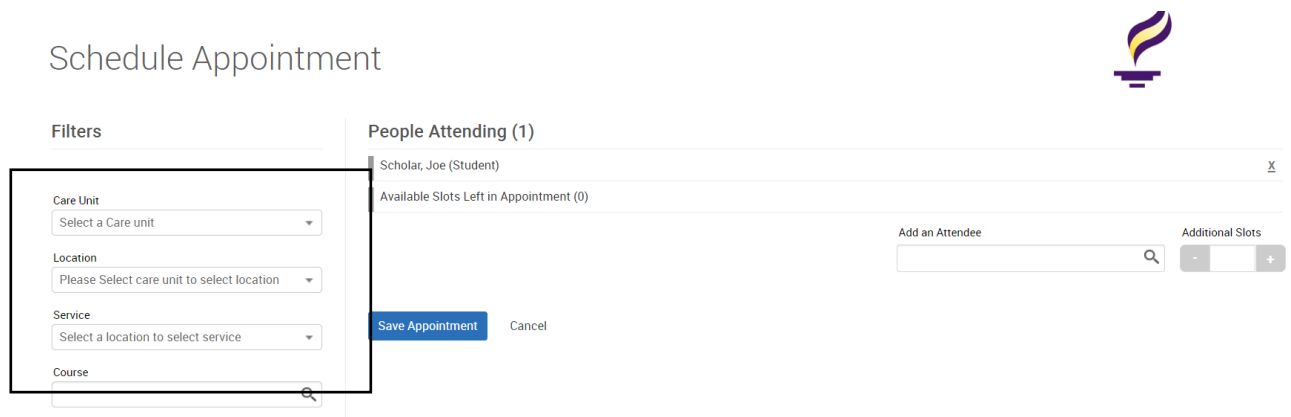 Schedule Appointment
Filters
Care Unit
Select a Care unit
Location
Please Select care unit to select location
Service
Select a location to select service
Course
People Attending (1)
Scholar, Joe (Student)
X
Available Slots Left in Appointment (0)
Add an Attendee
Additional Slots
- +
Save Appointment Cancel